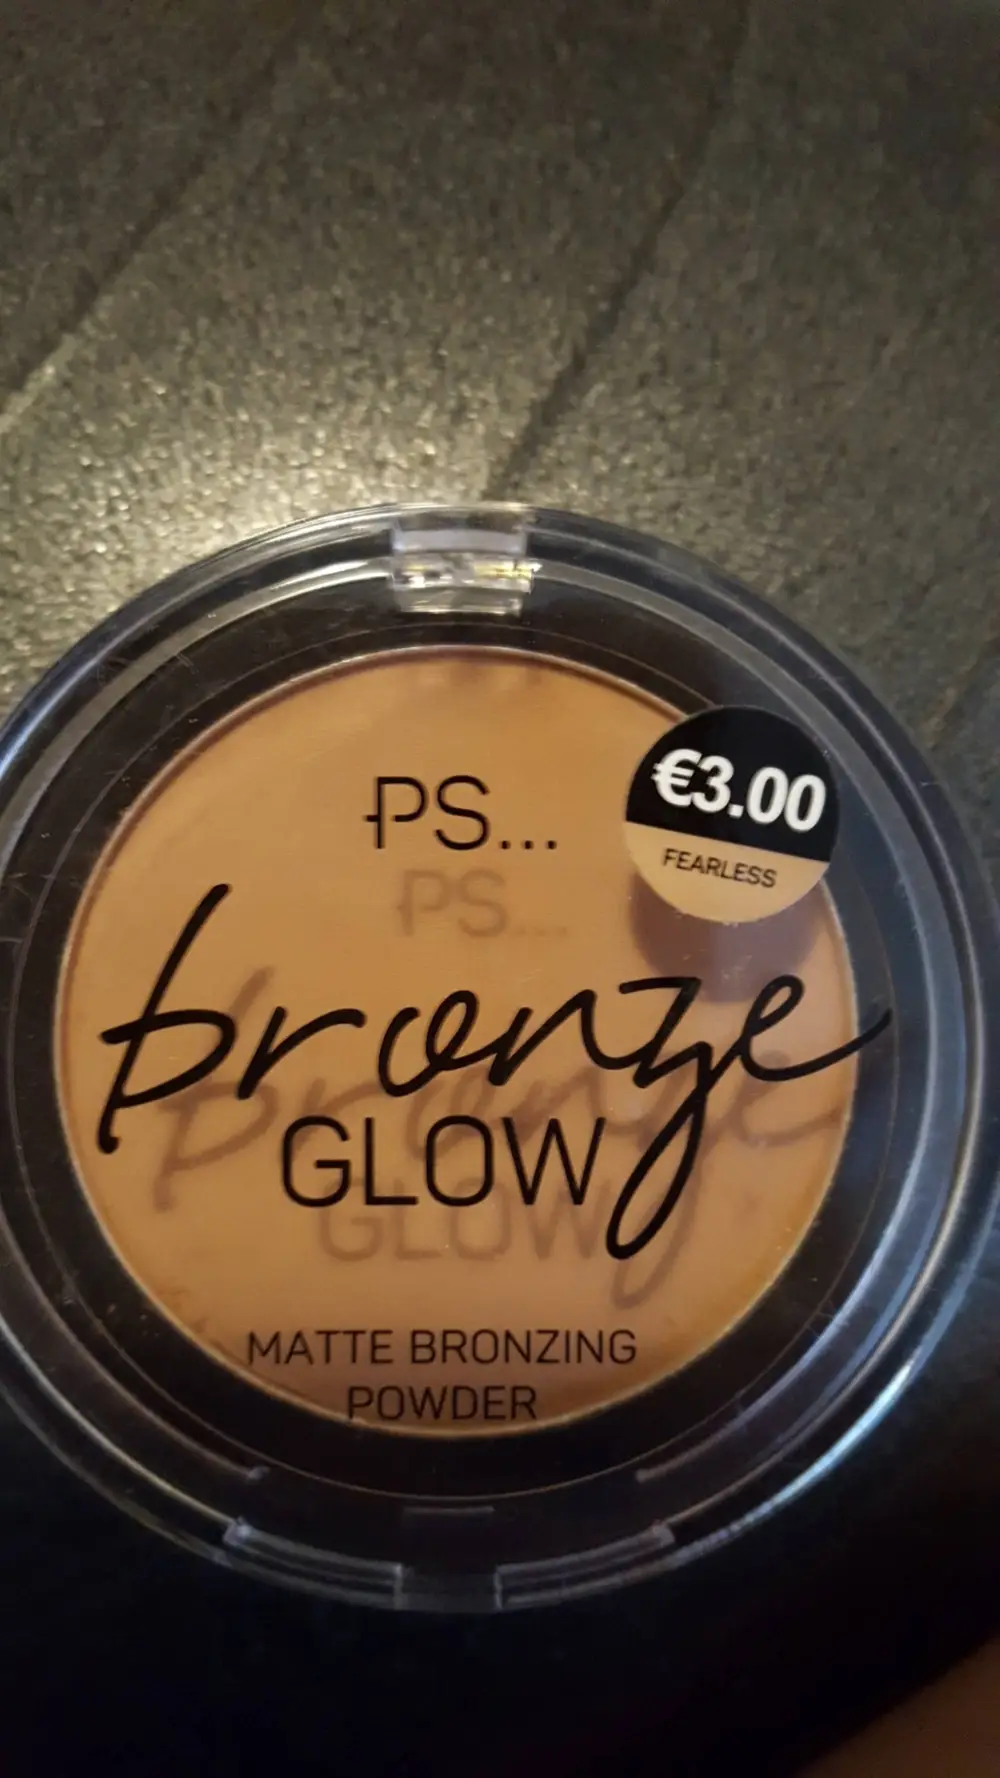 PS...
€3.00
FEARLESS
bronze
GLOW
MATTE BRONZING
POWDER